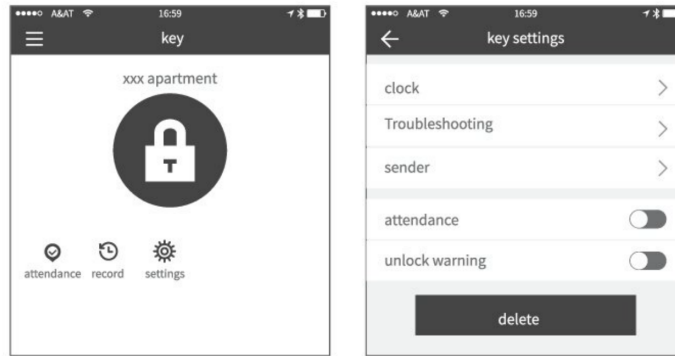 A&AT 16:59
key
xxx apartment
T
attendance record settings
A&AT 16:59
key settings
clock
Troubleshooting
sender
attendance
unlock warning
delete